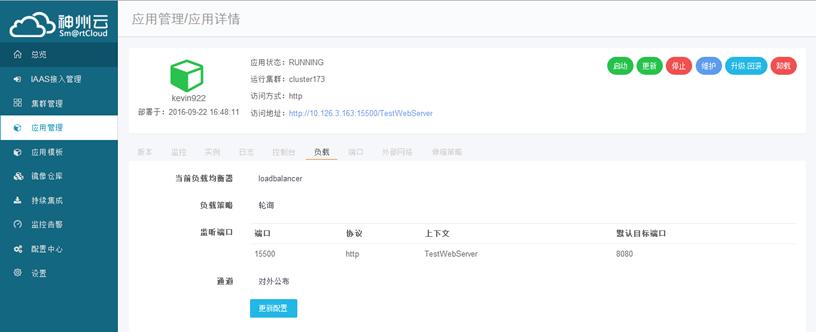 神州云
Sm@rtCloud
总览
IAAS接入管理
集群管理
应用管理
应用模板
镜像仓库
持续集成
监控告警
配置中心
设置
应用管理/应用详情
kevin922
部署于：2016-09-22 16:48:11
应用状态：RUNNING
运行集群：cluster173
访问方式：http
访问地址：http://10.126.3.163:15500/TestWebServer
启动 更新 停止 维护 升级回滚 卸载
版本 监控 实例 日志 控制台 负载 端口 外部网络 伸缩策略
当前负载均衡器 loadbalancer
负载策略 轮询
监听端口 端口 协议 上下文 默认目标端口
15500 http TestWebServer 8080
通道 对外公布
更新配置